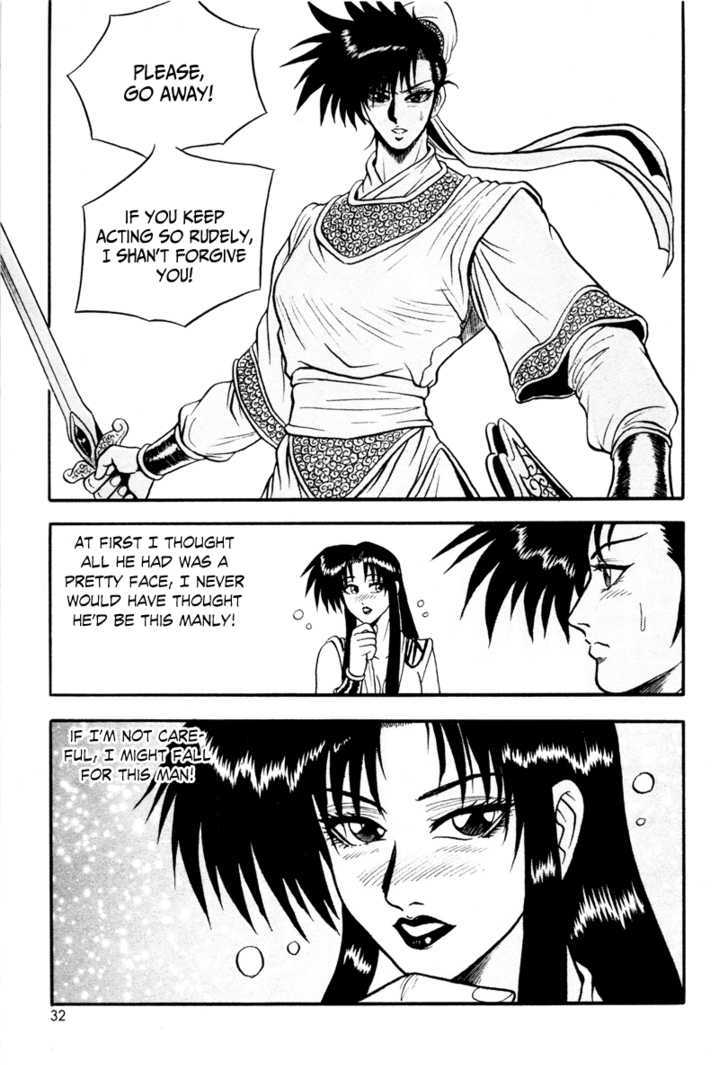 PLEASE,
GO AWAY!
IF YOU KEEP
ACTING SO RUDELY,
I SHAN'T FORGIVE
YOU!
AT FIRST I THOUGHT
ALL HE HAD WAS A
PRETTY FACE, I NEVER
WOULD HAVE THOUGHT
HE'D BE THIS MANLY!
IF I'M NOT CARE-
FUL, I MIGHT FALL
FOR THIS MAN!
32